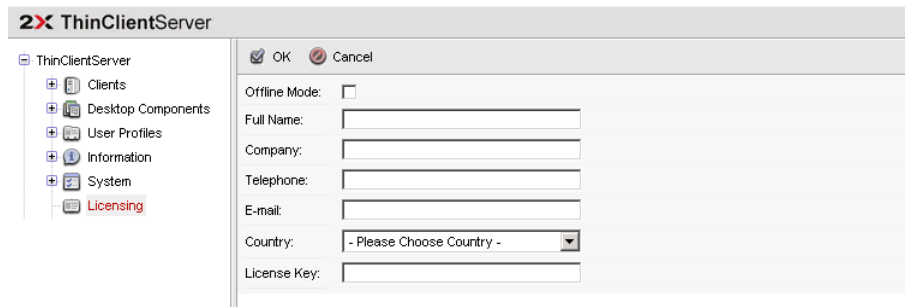 2X ThinClientServer
ThinClientServer
Clients
Desktop Components
User Profiles
Information
System
Licensing
OK Cancel
Offline Mode:
Full Name:
Company:
Telephone:
E-mail:
Country: - Please Choose Country -
License Key: